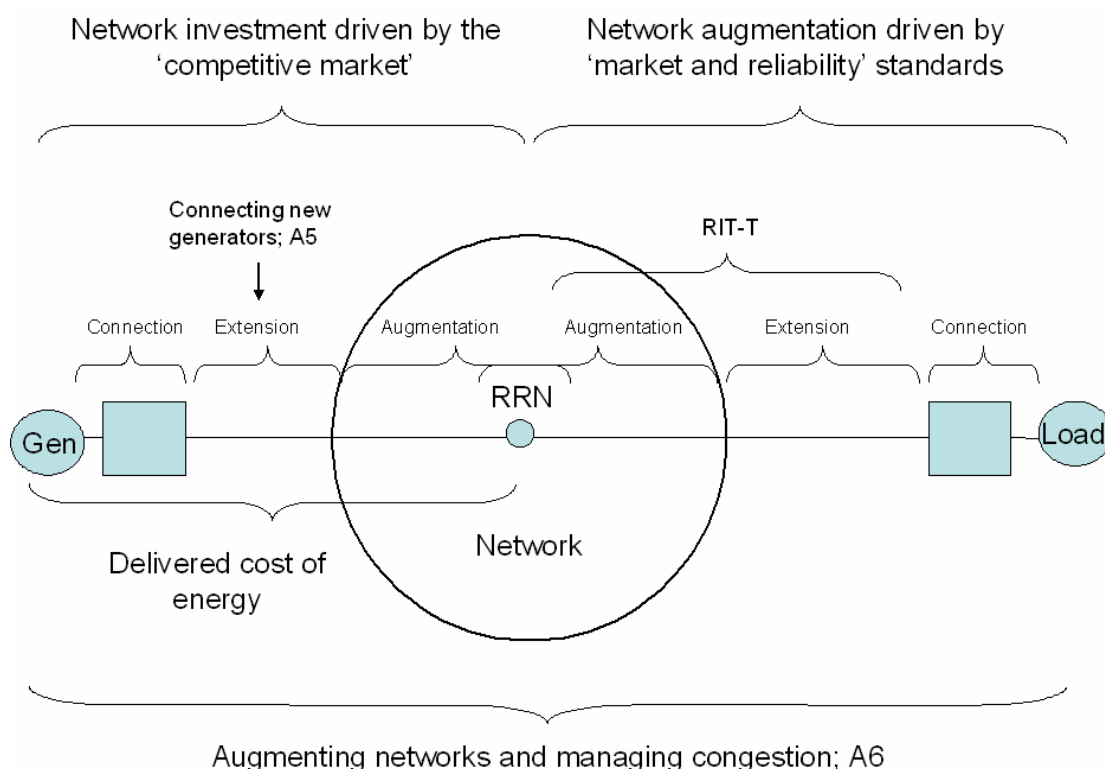 Network investment driven by the
‘competitive market’
Network augmentation driven by
‘market and reliability’ standards
Connecting new
generators; A5
RIT-T
Connection
Extension
Augmentation
Augmentation
Extension
Connection
RRN
Gen
Load
Network
Delivered cost of
energy
Augmenting networks and managing congestion; A6